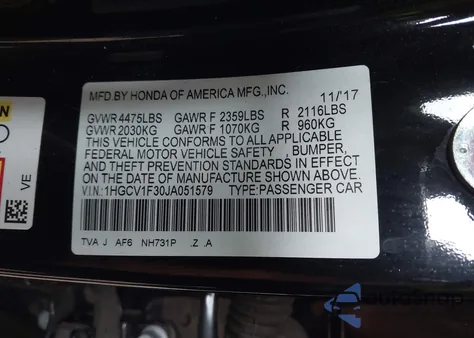 MFD.BY HONDA OF AMERICA MFG.,INC. 11/'17
GVWR 4475LBS GAWR F 2359LBS R 2116LBS
GVWR 2030KG GAWR F 1070KG R 960KG
THIS VEHICLE CONFORMS TO ALL APPLICABLE
FEDERAL MOTOR VEHICLE SAFETY , BUMPER,
AND THEFT PREVENTION STANDARDS IN EFFECT
ON THE DATE OF MANUFACTURE SHOWN ABOVE.
V.I.N: 1HGCV1F30JA051579 TYPE:PASSENGER CAR
TVA J AF6 NH731P .Z .A
VE
AutoSnap